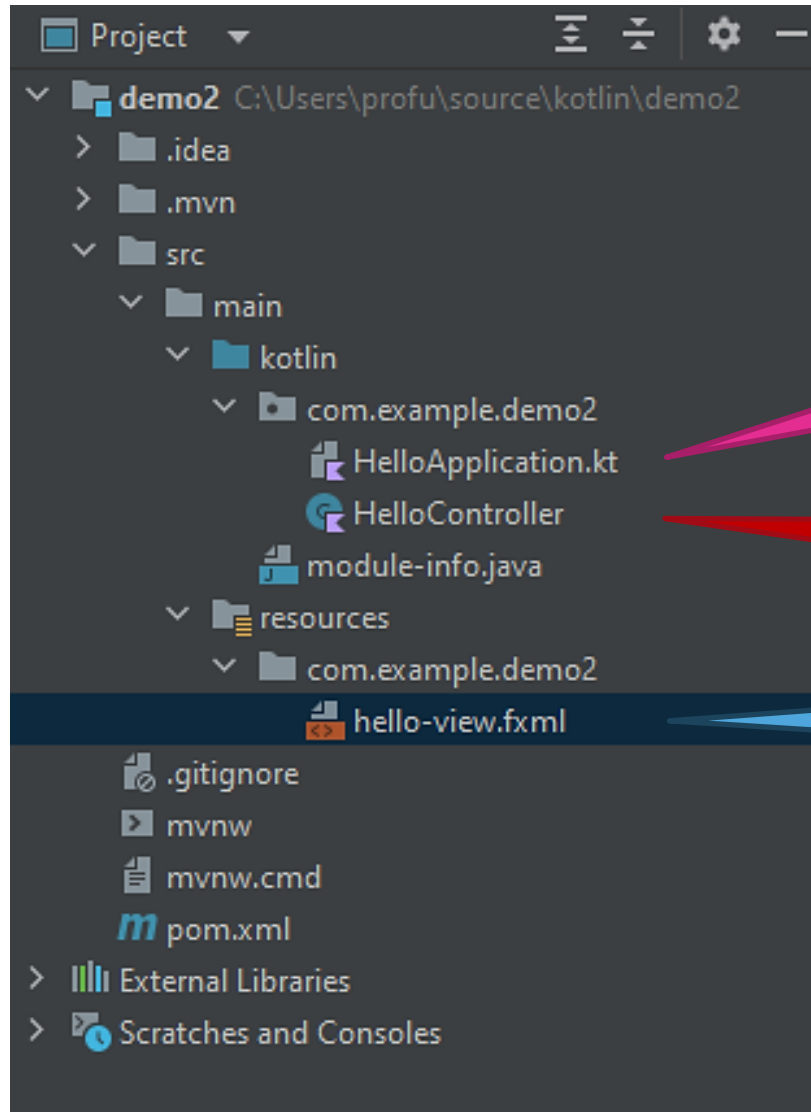 Project
demo2 C:\Users\profu\source\kotlin\demo2
.idea
.mvn
src
main
kotlin
com.example.demo2
HelloApplication.kt
HelloController
module-info.java
resources
com.example.demo2
hello-view.fxml
.gitignore
mvnw
mvnw.cmd
pom.xml
External Libraries
Scratches and Consoles